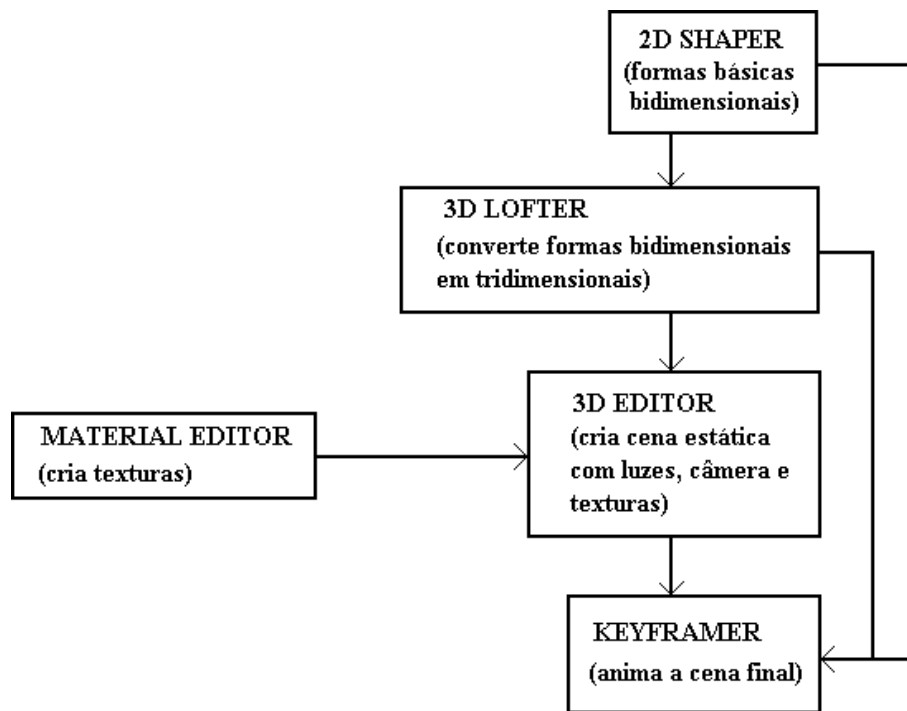 2D SHAPER
(formas básicas
bidimensionais)
3D LOFTER
(converte formas bidimensionais
em tridimensionais)
3D EDITOR
(cria cena estática
com luzes, câmera e
texturas)
MATERIAL EDITOR
(cria texturas)
KEYFRAMER
(anima a cena final)